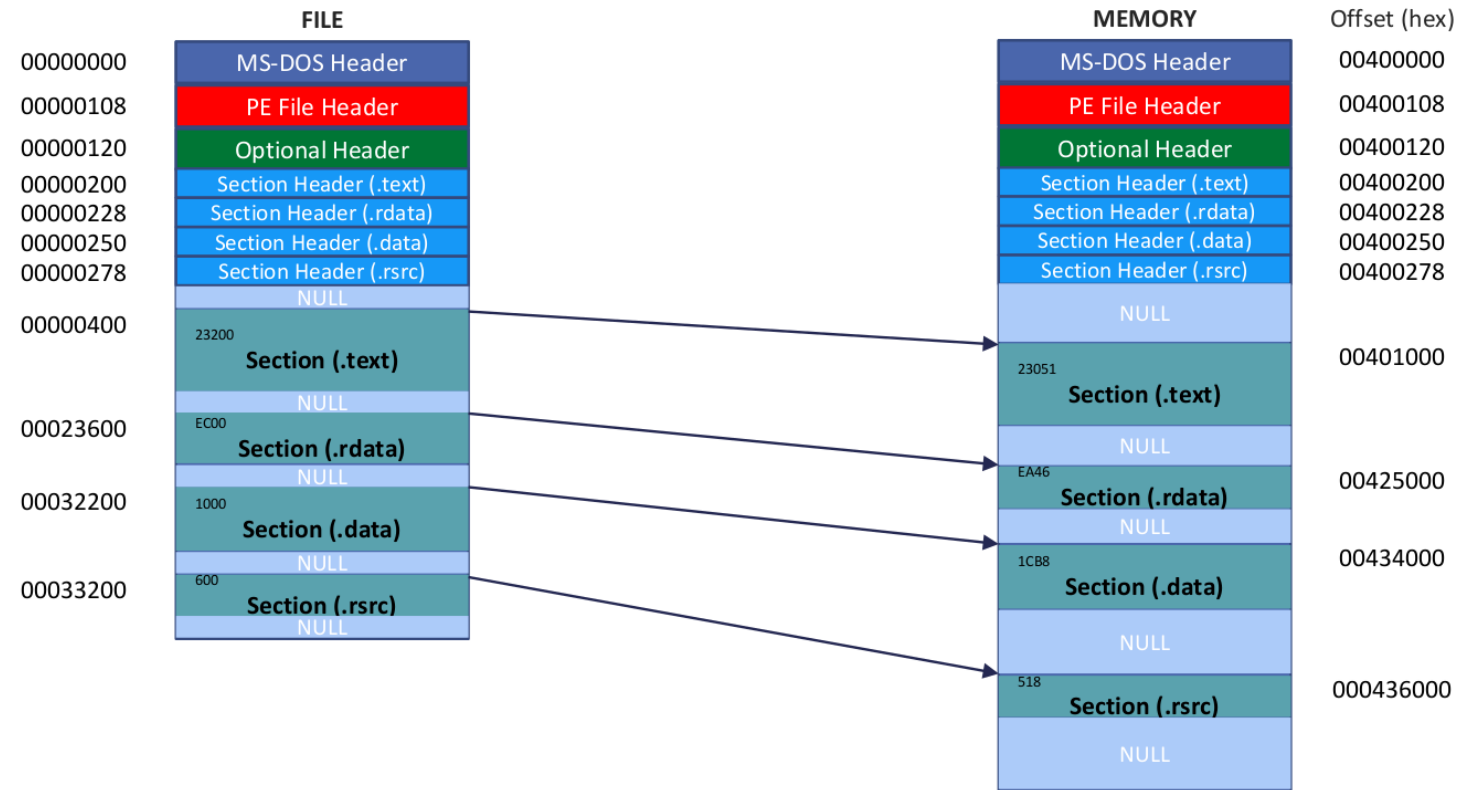 FILE
MEMORY
Offset (hex)
00000000
MS-DOS Header
MS-DOS Header
00400000
00000108
PE File Header
PE File Header
00400108
00000120
Optional Header
Optional Header
00400120
00000200
Section Header (.text)
Section Header (.text)
00400200
00000228
Section Header (.rdata)
Section Header (.rdata)
00400228
00000250
Section Header (.data)
Section Header (.data)
00400250
00000278
Section Header (.rsrc)
Section Header (.rsrc)
00400278
NULL
NULL
00000400
23200
Section (.text)
00401000
23051
Section (.text)
NULL
00023600
EC00
Section (.rdata)
NULL
NULL
EA46
Section (.rdata)
00425000
00032200
1000
Section (.data)
NULL
00434000
1CB8
Section (.data)
NULL
00033200
600
Section (.rsrc)
NULL
NULL
518
Section (.rsrc)
000436000
NULL